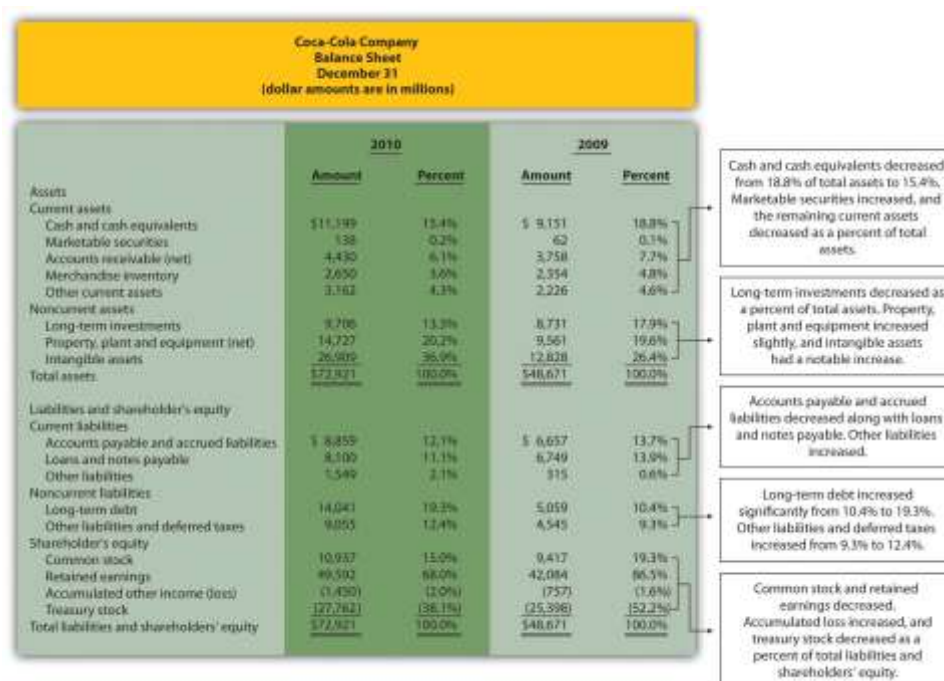 Coca-Cola Company
Balance Sheet
December 31
(dollar amounts are in millions)
2010 2009
Amount Percent Amount Percent
Assets
Current assets
Cash and cash equivalents $11,199 15.4% $ 9,151 18.8%
Marketable securities 138 0.2% 62 0.1%
Accounts receivable (net) 4,430 6.1% 3,758 7.7%
Merchandise inventory 2,650 3.6% 2,354 4.8%
Other current assets 3,162 4.3% 2,226 4.6%
Noncurrent assets
Long-term investments 9,706 13.3% 8,731 17.9%
Property, plant and equipment (net) 14,727 20.2% 9,561 19.6%
Intangible assets 26,909 36.9% 12,828 26.4%
Total assets $72,921 100.0% $48,671 100.0%
Liabilities and shareholder's equity
Current liabilities
Accounts payable and accrued liabilities $ 8,859 12.1% $ 6,657 13.7%
Loans and notes payable 8,100 11.1% 6,749 13.9%
Other liabilities 1,549 2.1% 315 0.6%
Noncurrent liabilities
Long-term debt 14,041 19.3% 5,059 10.4%
Other liabilities and deferred taxes 9,055 12.4% 4,545 9.3%
Shareholder's equity
Common stock 10,937 15.0% 9,417 19.3%
Retained earnings 49,592 68.0% 42,084 86.5%
Accumulated other income (loss) (1,450) (2.0%) (757) (1.6%)
Treasury stock (27,762) (38.1%) (25,398) (52.2%)
Total liabilities and shareholders' equity $72,921 100.0% $48,671 100.0%
Cash and cash equivalents decreased
from 18.8% of total assets to 15.4%.
Marketable securities increased, and
the remaining current assets
decreased as a percent of total
assets.
Long-term investments decreased as
a percent of total assets. Property,
plant and equipment increased
slightly, and intangible assets
had a notable increase.
Accounts payable and accrued
liabilities decreased along with loans
and notes payable. Other liabilities
increased.
Long-term debt increased
significantly from 10.4% to 19.3%.
Other liabilities and deferred taxes
increased from 9.3% to 12.4%.
Common stock and retained
earnings decreased.
Accumulated loss increased, and
treasury stock decreased as a
percent of total liabilities and
shareholders' equity.